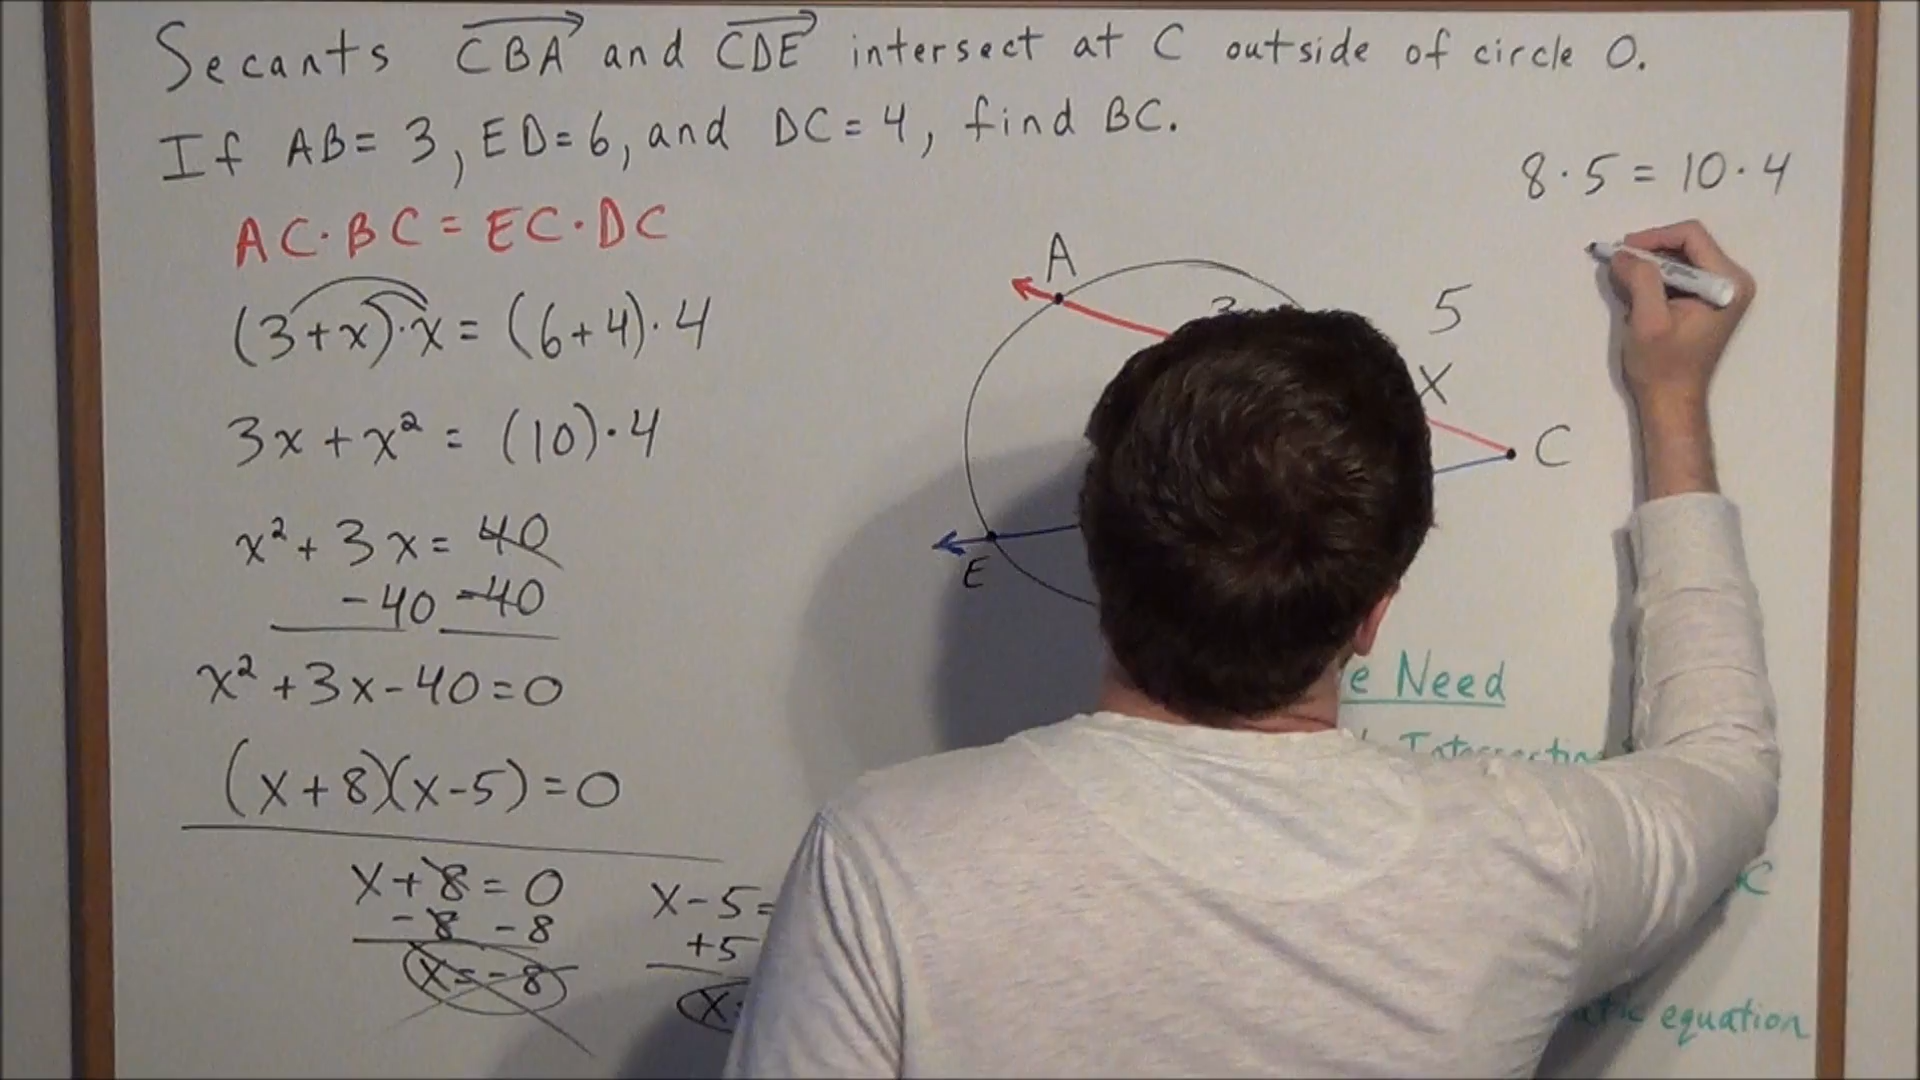 Secants CBA and CDE intersect at C outside of circle O.
If AB= 3, ED=6, and DC=4, find BC.
AC·BC=EC·DC
(3+x)·x=(6+4)·4
3x+x²=(10)·4
x²+3x=40
-40 -40
x²+3x-40=0
(x+8)(x-5)=0
x+8=0
-8 -8
x=-8
x-5=
+5
8·5=10·4
A
5
X
C
E
Need
equation